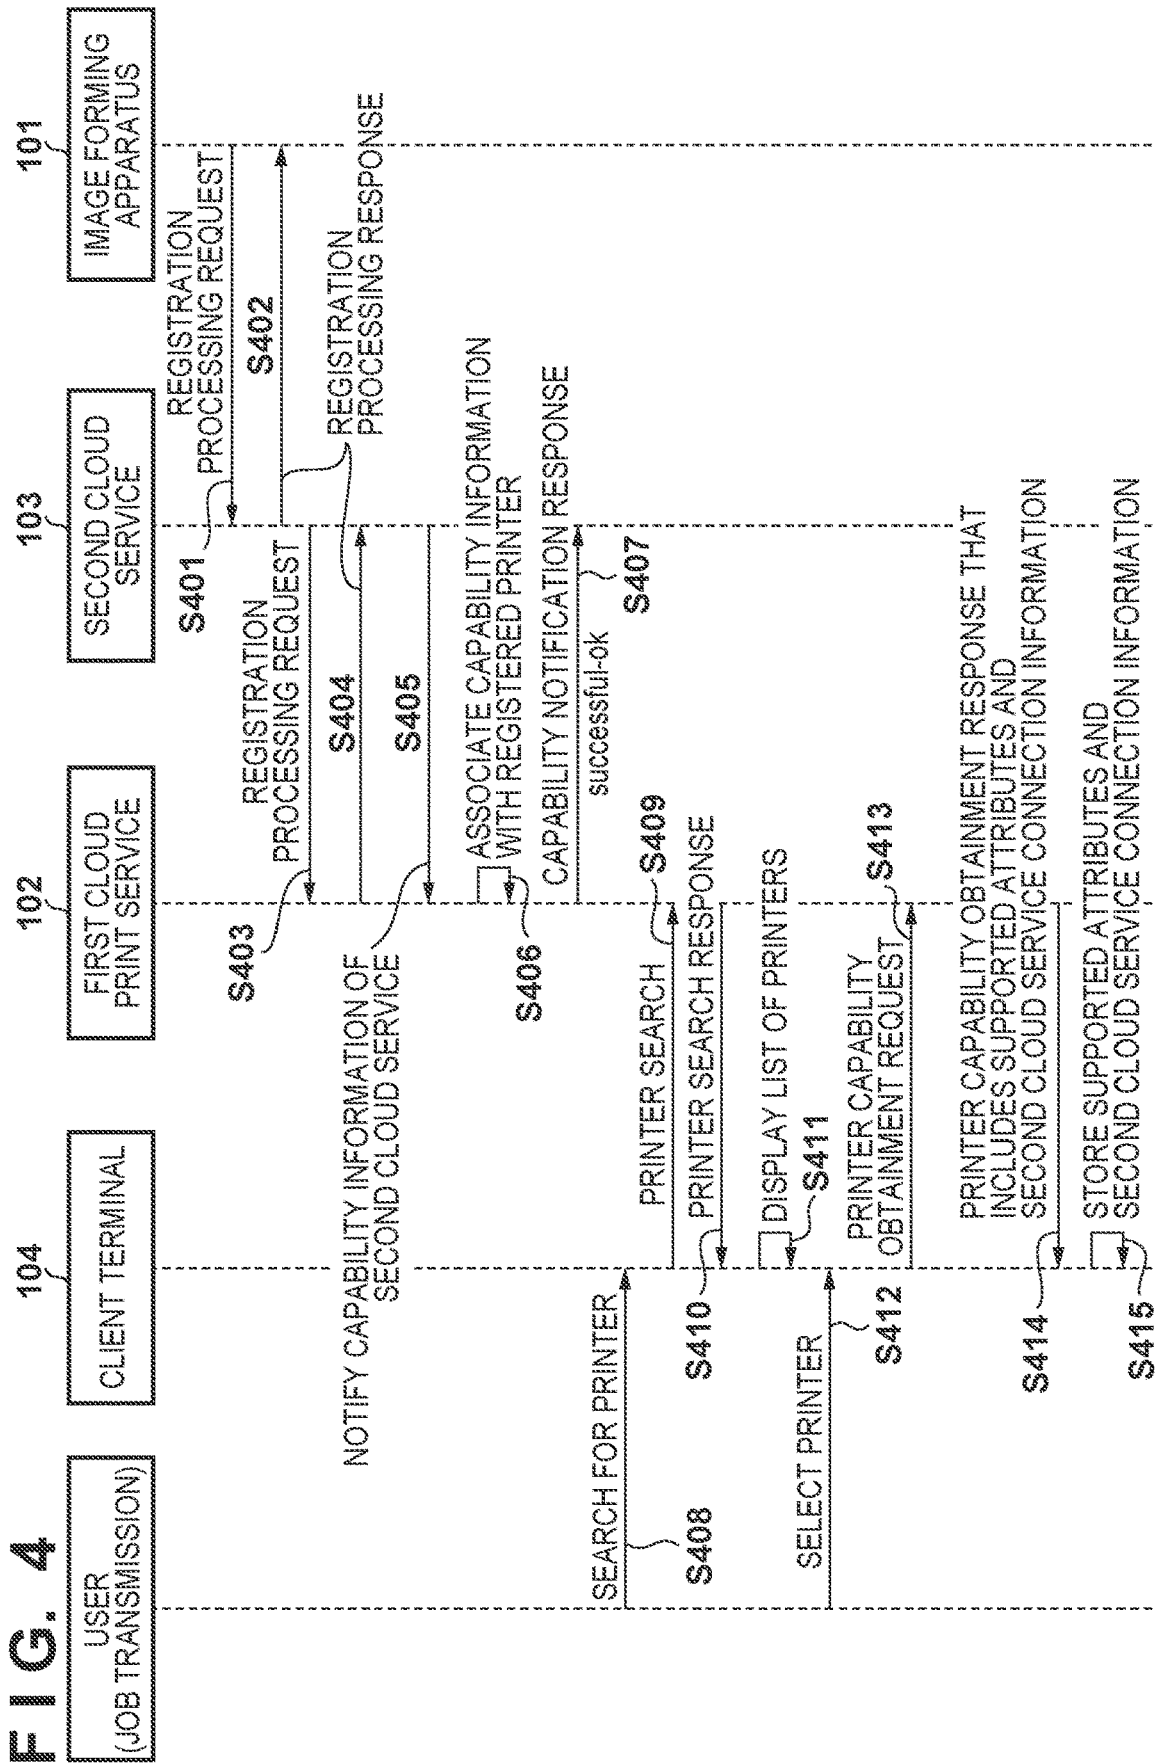 FIG. 4
USER
(JOB TRANSMISSION)
104
CLIENT TERMINAL
102
FIRST CLOUD
PRINT SERVICE
103
SECOND CLOUD
SERVICE
101
IMAGE FORMING
APPARATUS
REGISTRATION
PROCESSING REQUEST
S401
S402
REGISTRATION
PROCESSING RESPONSE
REGISTRATION
PROCESSING REQUEST
S403
S404
S405
NOTIFY CAPABILITY INFORMATION OF
SECOND CLOUD SERVICE
ASSOCIATE CAPABILITY INFORMATION
WITH REGISTERED PRINTER
S406
CAPABILITY NOTIFICATION RESPONSE
successful-ok
S407
SEARCH FOR PRINTER
S408
PRINTER SEARCH
S409
PRINTER SEARCH RESPONSE
S410
DISPLAY LIST OF PRINTERS
S411
SELECT PRINTER
S412
PRINTER CAPABILITY
OBTAINMENT REQUEST
S413
PRINTER CAPABILITY OBTAINMENT RESPONSE THAT
INCLUDES SUPPORTED ATTRIBUTES AND
SECOND CLOUD SERVICE CONNECTION INFORMATION
S414
STORE SUPPORTED ATTRIBUTES AND
SECOND CLOUD SERVICE CONNECTION INFORMATION
S415